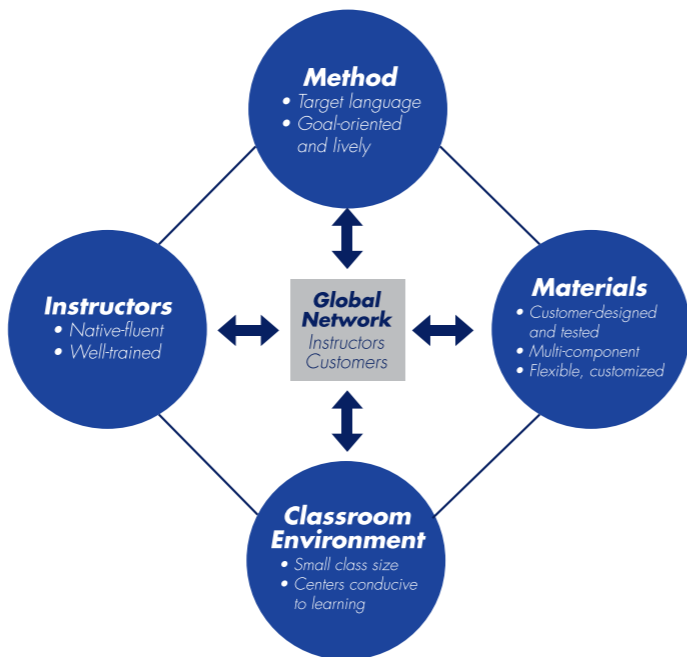 Method
• Target language
• Goal-oriented
and lively
Instructors
• Native-fluent
• Well-trained
Global
Network
Instructors
Customers
Materials
• Customer-designed
and tested
• Multi-component
• Flexible, customized
Classroom
Environment
• Small class size
• Centers conducive
to learning